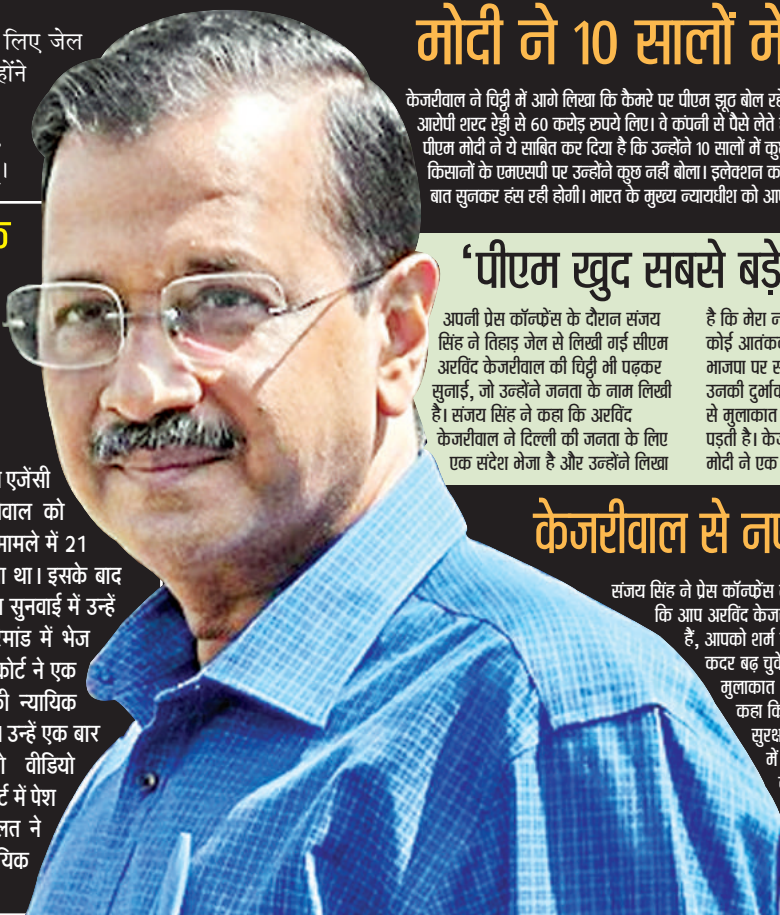 लिए जेल
होंने
एजेंसी
को
मामले में 21
था। इसके बाद
सुनवाई में उन्हें
में भेज
कोर्ट ने एक
न्यायिक
उन्हें एक बार
वीडियो
में पेश
ने
मोदी ने 10 सालों में
केजरीवाल ने चिट्ठी में आगे लिखा कि कैमरे पर पीएम झूठ बोल रहे
आरोपी शरद रेड्डी से 60 करोड़ रुपये लिए। वे कंपनी से पैसे लेते
पीएम मोदी ने ये साबित कर दिया है कि उन्होंने 10 सालों में
किसानों के एमएसपी पर उन्होंने कुछ नहीं बोला। इलेक्शन
बात सुनकर हंस रही होगी। भारत के मुख्य न्यायधीश को
‘पीएम खुद सबसे बड़े
अपनी प्रेस कॉन्फ्रेंस के दौरान संजय
सिंह ने तिहाड़ जेल से लिखी गई सीएम
अरविंद केजरीवाल की चिट्ठी भी पढ़कर
सुनाई, जो उन्होंने जनता के नाम लिखी
है। संजय सिंह ने कहा कि अरविंद
केजरीवाल ने दिल्ली की जनता के लिए
एक संदेश भेजा है और उन्होंने लिखा
है कि मेरा
कोई
भाजपा पर
उनकी
से मुलाकात
पड़ती है।
मोदी ने एक
केजरीवाल से
संजय सिंह ने प्रेस कॉन्फ्रेंस
कि आप अरविंद
हैं, आपको शर्म
कदर बढ़
मुलाकात
कहा कि
में